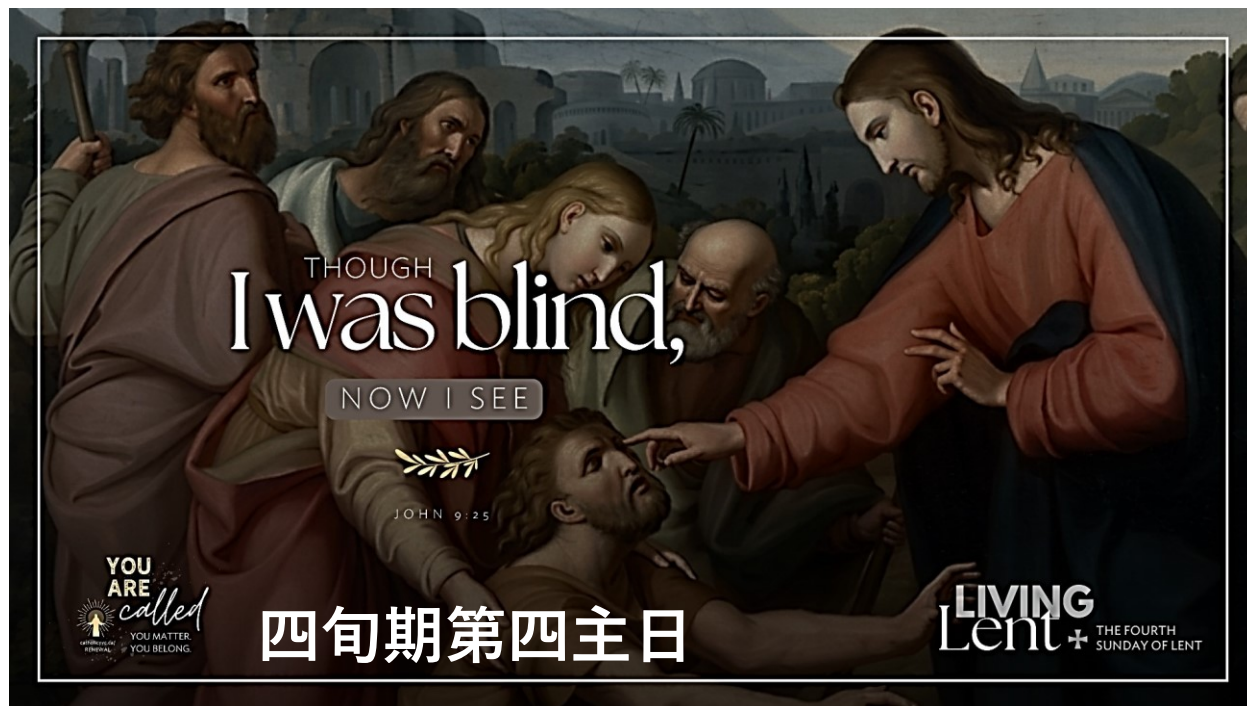 THOUGH
I was blind,
NOW I SEE
JOHN 9:25
YOU
ARE
called
YOU MATTER.
YOU BELONG.
RENEWAL
四旬期第四主日
LIVING
Lent
THE FOURTH
SUNDAY OF LENT